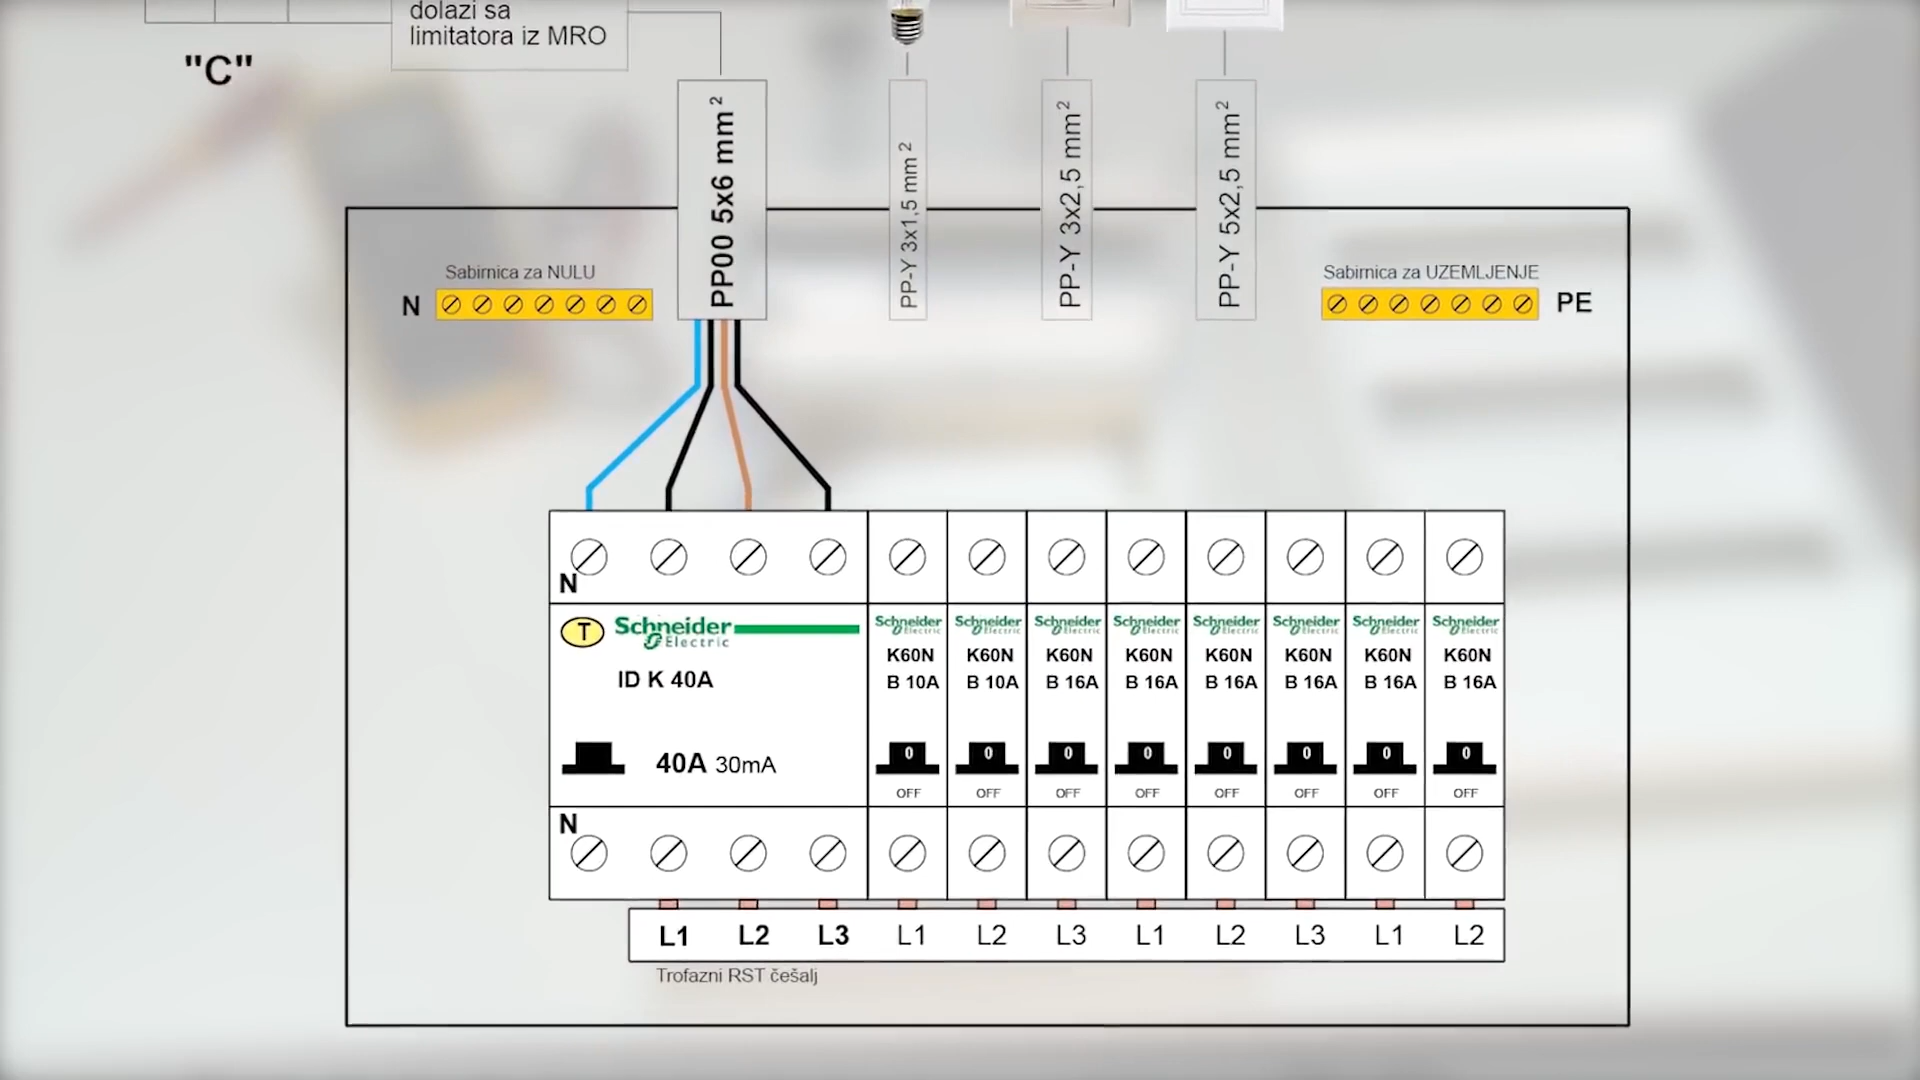 dolazi sa
limitatora iz MRO
"C"
PP00 5x6 mm²
PP-Y 3x1,5 mm²
PP-Y 3x2,5 mm²
PP-Y 5x2,5 mm²
Sabirnica za NULU
N
Sabirnica za UZEMLJENJE
PE
N
T Schneider Electric
ID K 40A
40A 30mA
N
Schneider Electric
K60N
B 10A
0
OFF
Schneider Electric
K60N
B 10A
0
OFF
Schneider Electric
K60N
B 16A
0
OFF
Schneider Electric
K60N
B 16A
0
OFF
Schneider Electric
K60N
B 16A
0
OFF
Schneider Electric
K60N
B 16A
0
OFF
Schneider Electric
K60N
B 16A
0
OFF
Schneider Electric
K60N
B 16A
0
OFF
L1 L2 L3 L1 L2 L3 L1 L2 L3 L1 L2
Trofazni RST češalj